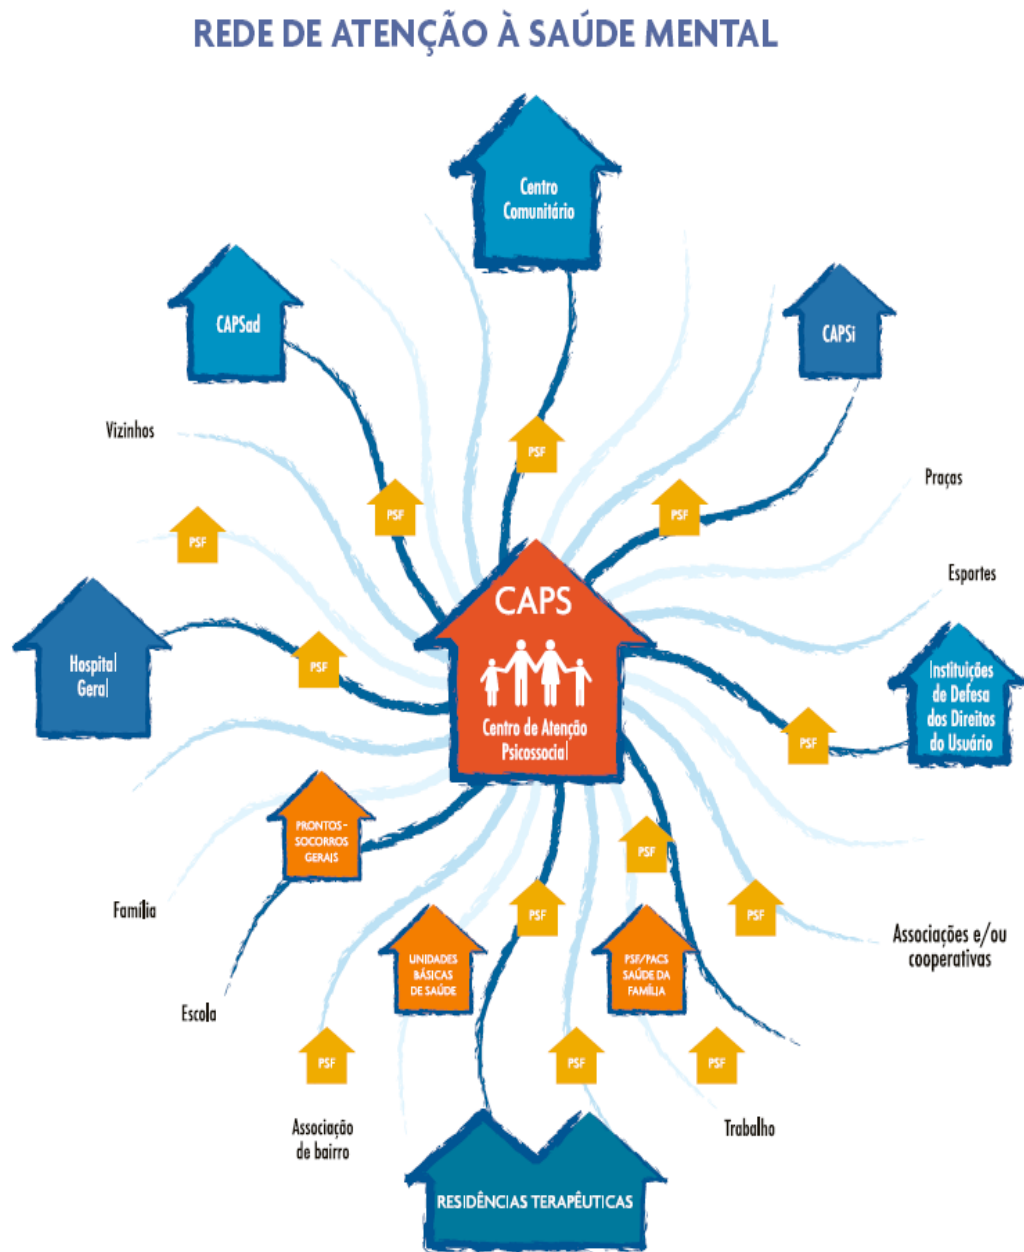 REDE DE ATENÇÃO À SAÚDE MENTAL
Centro
Comunitário
CAPSad
CAPSi
Vizinhos
PSF
Praças
PSF
PSF
PSF
Esportes
CAPS
Centro de Atenção
Psicossocial
Hospital
Geral
PSF
Instituições
de Defesa
dos Direitos
do Usuário
PSF
PRONTOS-
SOCORROS
GERAIS
PSF
Família
PSF
PSF
Associações e/ou
cooperativas
UNIDADES
BÁSICAS
DE SAÚDE
PSF/PACS
SAÚDE DA
FAMÍLIA
Escola
PSF
PSF
PSF
Associação
de bairro
Trabalho
RESIDÊNCIAS TERAPÊUTICAS